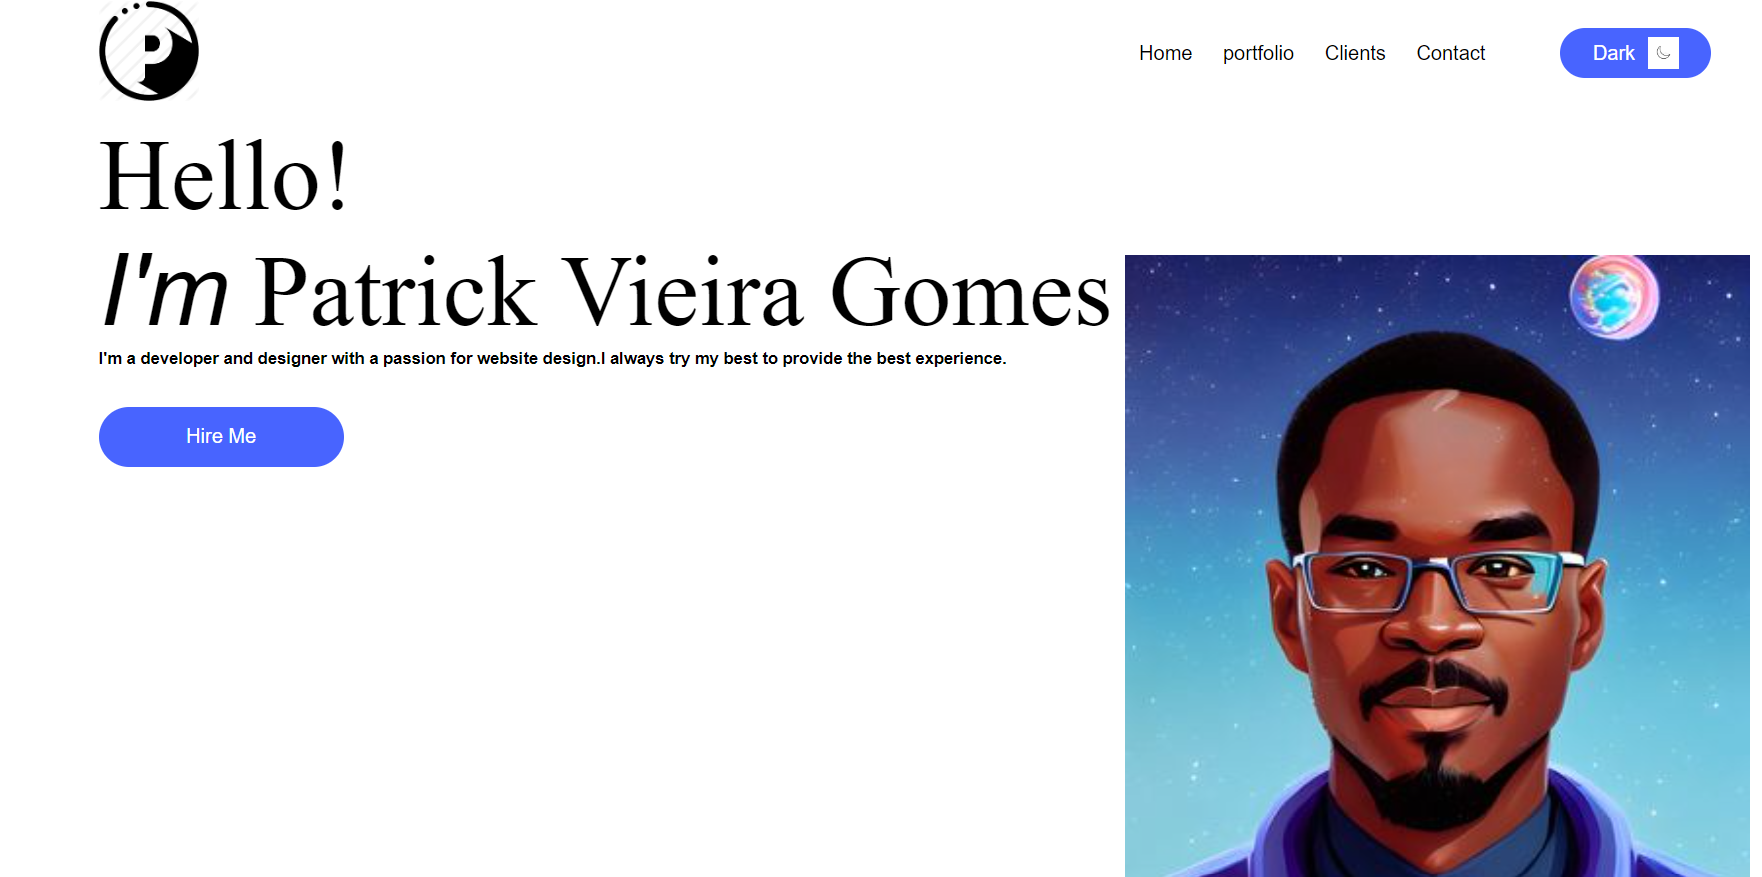 P
Home portfolio Clients Contact Dark
Hello!
I'm Patrick Vieira Gomes
I'm a developer and designer with a passion for website design.I always try my best to provide the best experience.
Hire Me